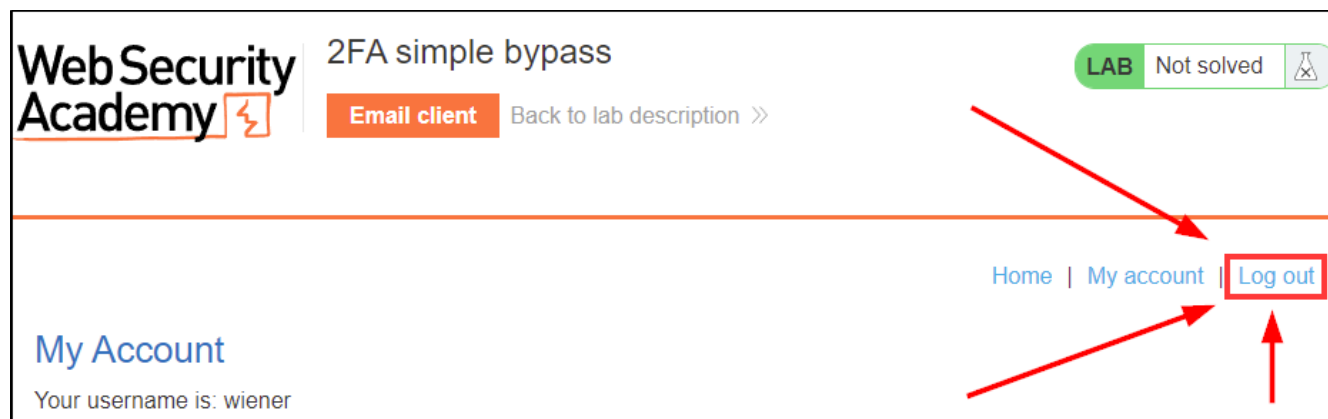 Web Security
Academy
2FA simple bypass
Email client Back to lab description
LAB Not solved
Home | My account | Log out
My Account
Your username is: wiener